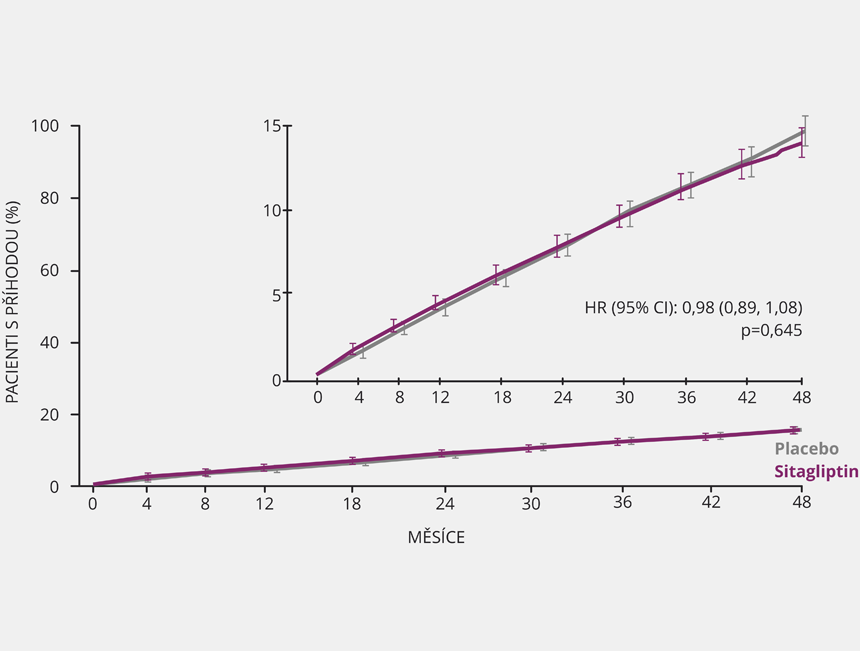 100
80
60
40
20
0
PACIENTI S PŘÍHODOU (%)
15
10
5
0
HR (95% CI): 0,98 (0,89, 1,08)
p=0,645
0 4 8 12 18 24 30 36 42 48
Placebo
Sitagliptin
0 4 8 12 18 24 30 36 42 48
MĚSÍCE